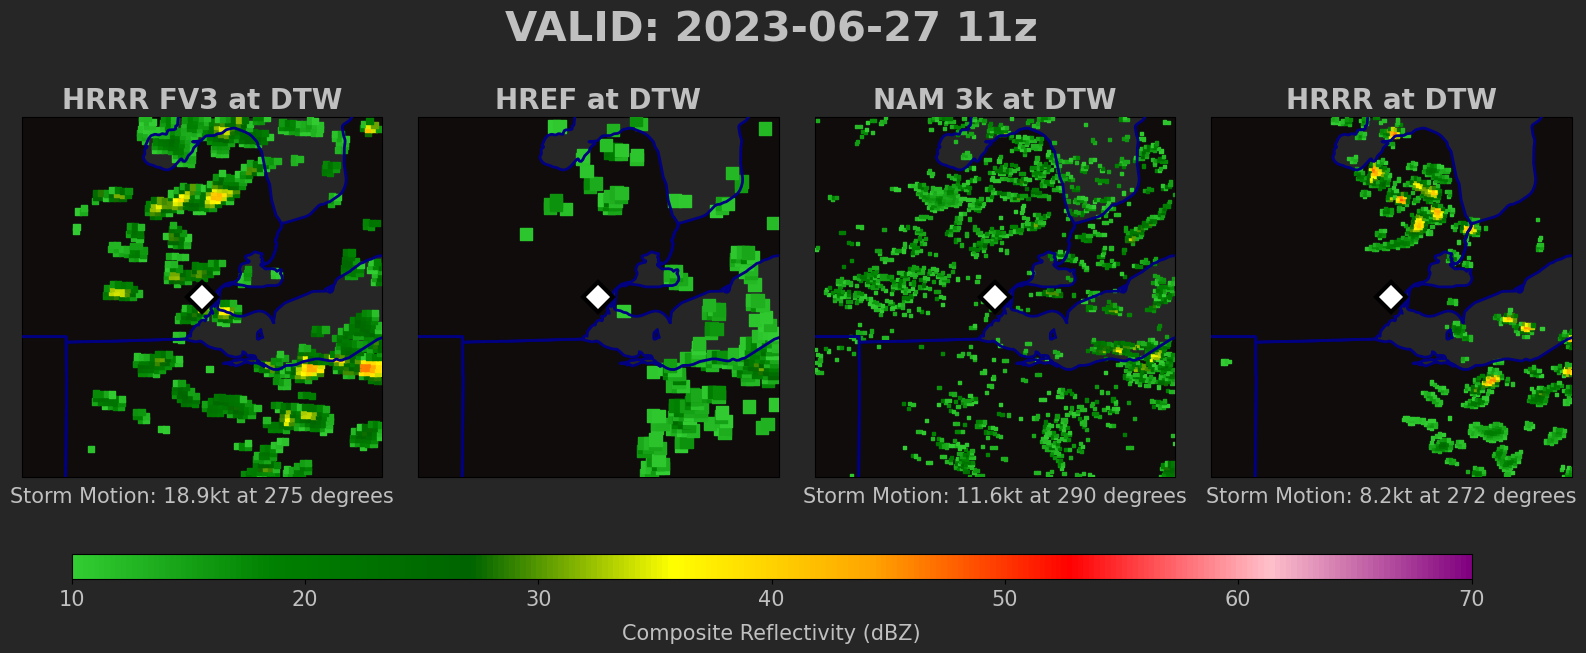 VALID: 2023-06-27 11z
HRRR FV3 at DTW
HREF at DTW
NAM 3k at DTW
HRRR at DTW
Storm Motion: 18.9kt at 275 degrees
Storm Motion: 11.6kt at 290 degrees
Storm Motion: 8.2kt at 272 degrees
10 20 30 40 50 60 70
Composite Reflectivity (dBZ)